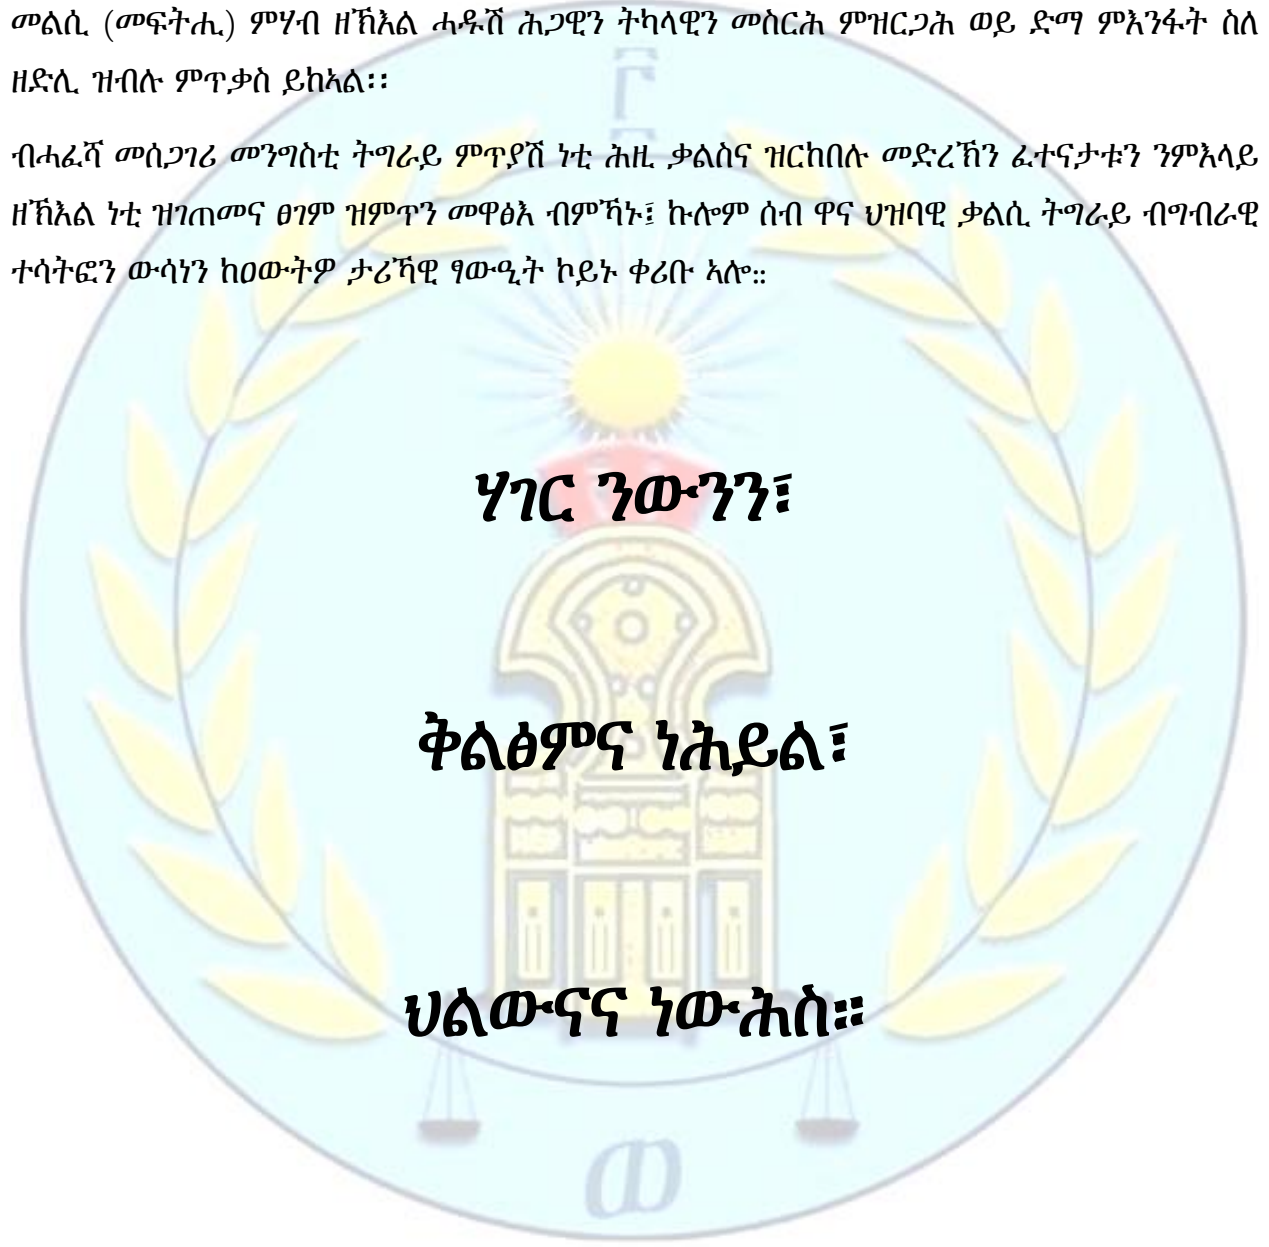 መልሲ (መፍትሒ) ምሃብ ዘኽእል ሓዱሽ ሕጋዊን ትካላዊን መስርሕ ምዝርጋሕ ወይ ድማ ምእንፋት ስለ
ዘድሊ ዝብሉ ምጥቃስ ይከኣል፡፡
ብሓፈሻ መሰጋገሪ መንግስቲ ትግራይ ምጥያሽ ነቲ ሕዚ ቃልስና ዝርከበሉ መድረኽን ፈተናታቱን ንምእላይ
ዘኽእል ነቲ ዝገጠመና ፀገም ዝምጥን መዋፅእ ብምኻኑ፤ ኩሎም ሰብ ዋና ህዝባዊ ቃልሲ ትግራይ ብግብራዊ
ተሳትፎን ውሳነን ከዐውትዎ ታሪኻዊ ፃውዒት ኮይኑ ቀሪቡ ኣሎ።
ሃገር ንውንን፣
ቅልፅምና ነሕይል፣
ህልውናና ነውሕስ።
ወ